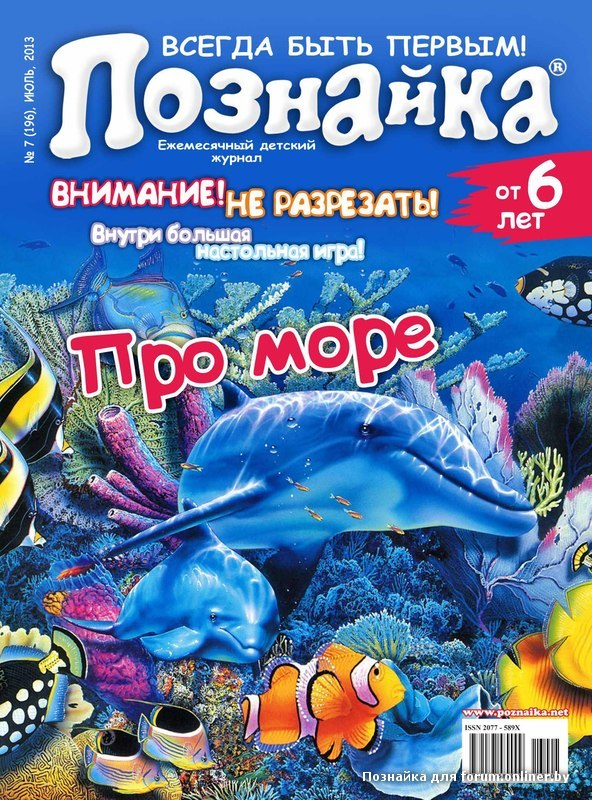 № 7 (196), ИЮЛЬ, 2013
ВСЕГДА БЫТЬ ПЕРВЫМ!
Познайка®
Ежемесячный детский
журнал
ВНИМАНИЕ! НЕ РАЗРЕЗАТЬ!
Внутри большая
настольная игра!
от 6
лет
Про море
www.poznaika.net
ISSN 2077 - 589X
Познайка для forum.onliner.by